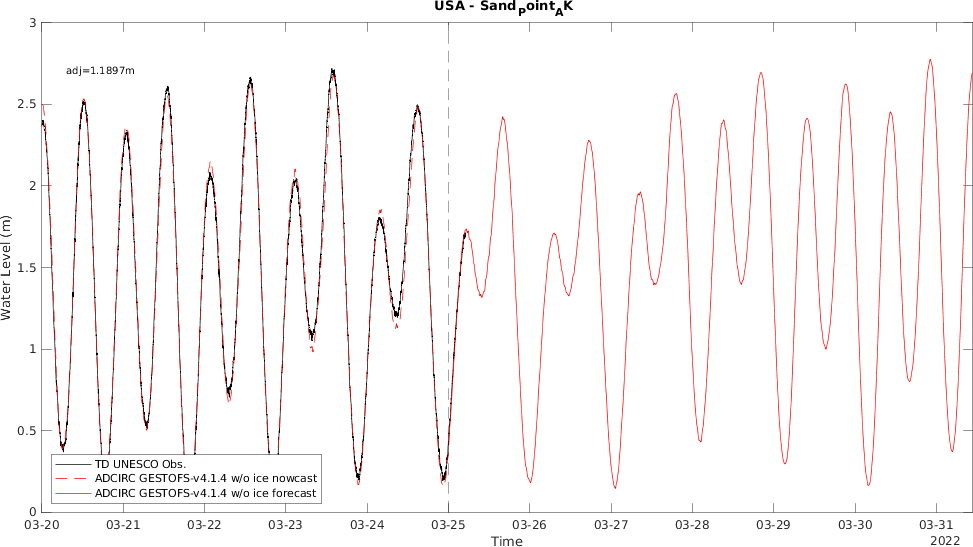 USA - Sand_Point_AK
3
adj=1.1897m
2.5
2
1.5
1
0.5
0
Water Level (m)
TD UNESCO Obs.
ADCIRC GESTOFS-v4.1.4 w/o ice nowcast
ADCIRC GESTOFS-v4.1.4 w/o ice forecast
03-20 03-21 03-22 03-23 03-24 03-25 03-26 03-27 03-28 03-29 03-30 03-31
Time
2022